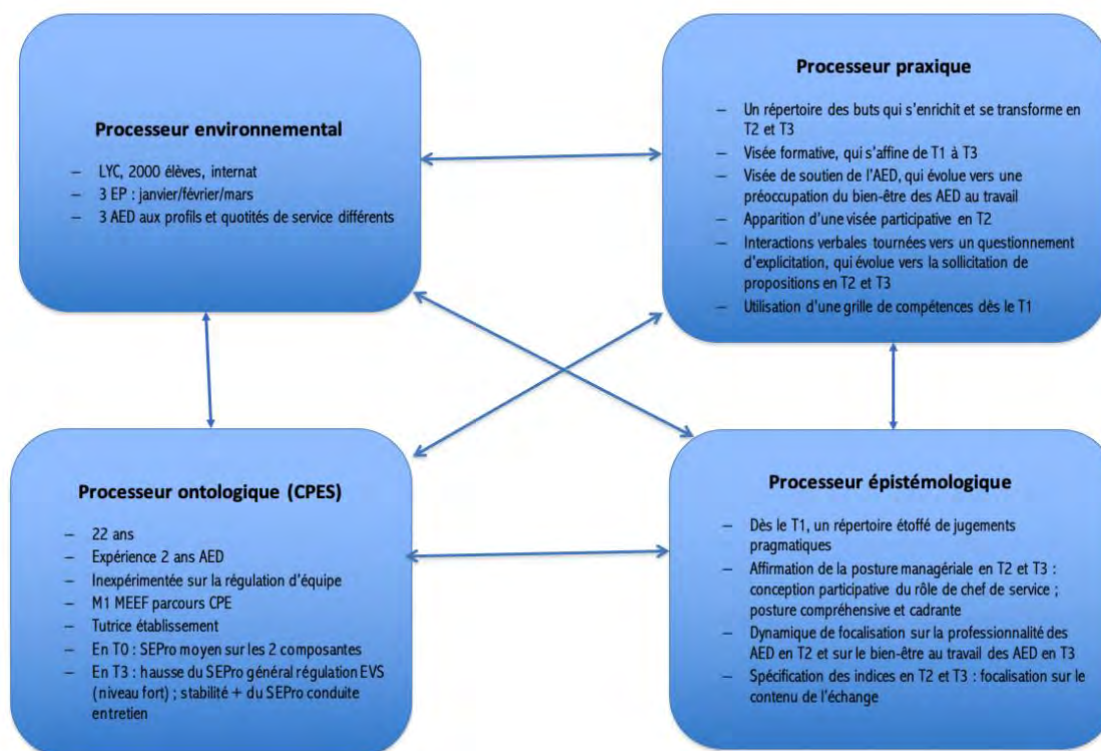 Processeur environnemental
– LYC, 2000 élèves, internat
– 3 EP : janvier/février/mars
– 3 AED aux profils et quotités de service différents
Processeur praxique
– Un répertoire des buts qui s'enrichit et se transforme en
T2 et T3
– Visée formative, qui s'affine de T1 à T3
– Visée de soutien de l'AED, qui évolue vers une
préoccupation du bien-être des AED au travail
– Apparition d'une visée participative en T2
– Interactions verbales tournées vers un questionnement
d'explicitation, qui évolue vers la sollicitation de
propositions en T2 et T3
– Utilisation d'une grille de compétences dès le T1
Processeur ontologique (CPES)
– 22 ans
– Expérience 2 ans AED
– Inexpérimentée sur la régulation d'équipe
– M1 MEEF parcours CPE
– Tutrice établissement
– En T0 : SEPro moyen sur les 2 composantes
– En T3 : hausse du SEPro général régulation EVS
(niveau fort) ; stabilité + du SEPro conduite
entretien
Processeur épistémologique
– Dès le T1, un répertoire étoffé de jugements
pragmatiques
– Affirmation de la posture managériale en T2 et T3 :
conception participative du rôle de chef de service ;
posture compréhensive et cadrante
– Dynamique de focalisation sur la professionnalité des
AED en T2 et sur le bien-être au travail des AED en T3
– Spécification des indices en T2 et T3 : focalisation sur le
contenu de l'échange